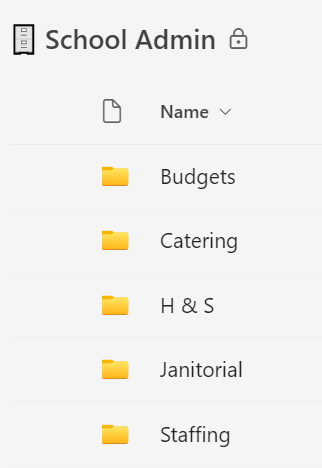 School Admin
Name
Budgets
Catering
H & S
Janitorial
Staffing